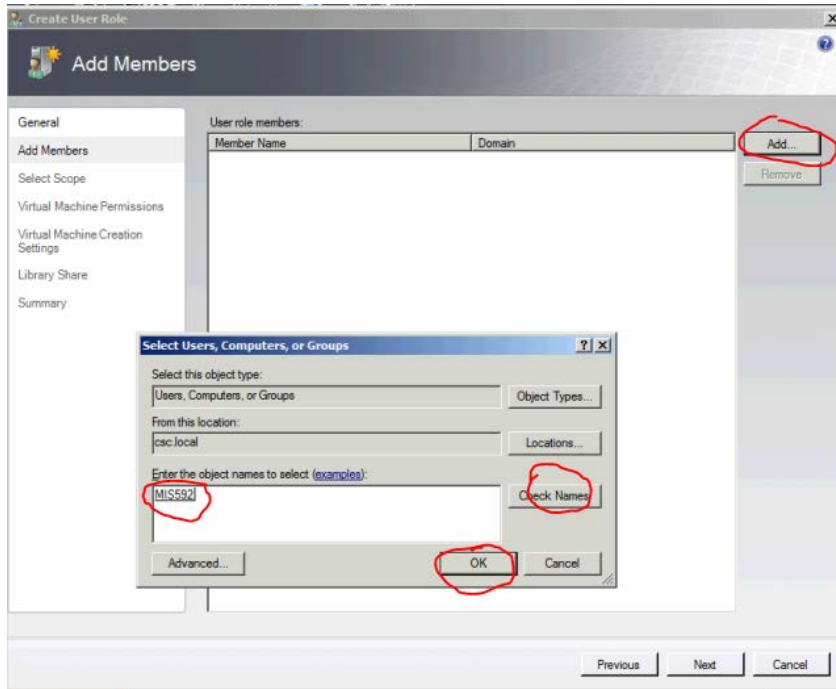 Create User Role
Add Members
General
Add Members
Select Scope
Virtual Machine Permissions
Virtual Machine Creation
Settings
Library Share
Summary
User role members:
Member Name Domain
Add...
Remove
Select Users, Computers, or Groups
Select this object type:
Users, Computers, or Groups
Object Types...
From this location:
csc.local
Locations...
Enter the object names to select (examples):
MIS592
Check Names
Advanced...
OK
Cancel
Previous
Next
Cancel